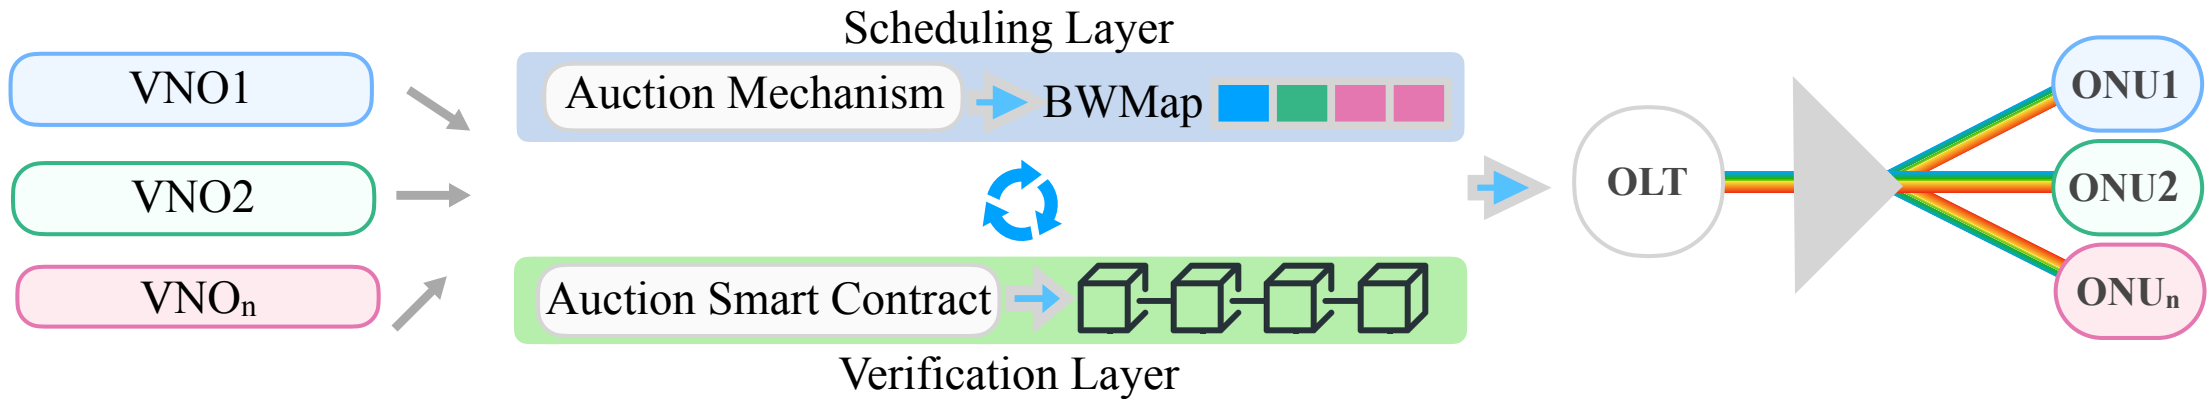 Scheduling Layer
VNO1
Auction Mechanism
BWMap
ONU1
VNO2
OLT
ONU2
VNOn
Auction Smart Contract
ONUn
Verification Layer